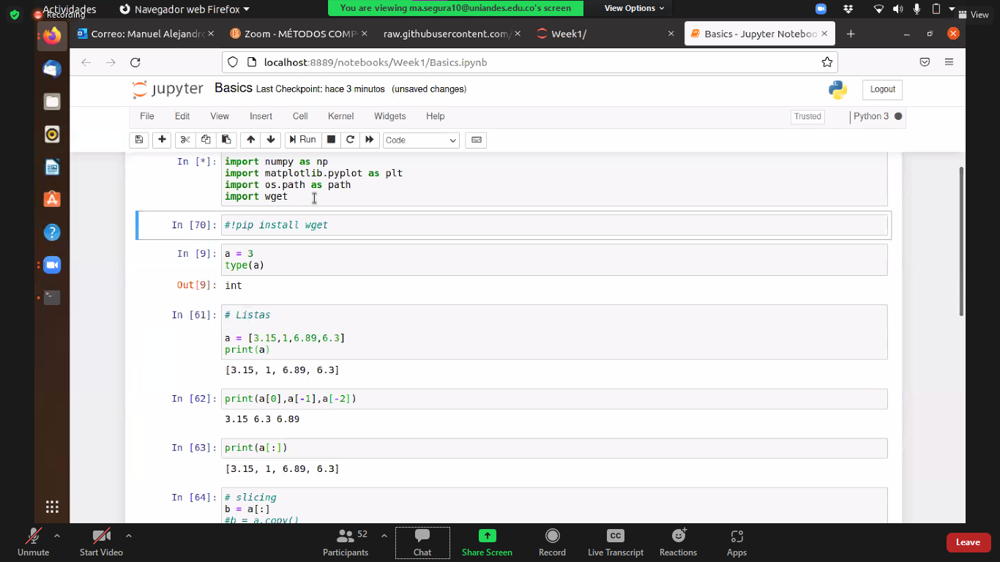 Actividades
Recording
Navegador web Firefox
You are viewing ma.segura10@uniandes.edu.co's screen
View Options
View
Correo: Manuel Alejandr
Zoom - MÉTODOS COMP
raw.githubusercontent.com/
Week1/
Basics - Jupyter Noteboo
localhost:8889/notebooks/Week1/Basics.ipynb
jupyter Basics Last Checkpoint: hace 3 minutos (unsaved changes)
Logout
File Edit View Insert Cell Kernel Widgets Help
Trusted
Python 3
Run
Code
In [*]: import numpy as np
import matplotlib.pyplot as plt
import os.path as path
import wget
In [70]: #!pip install wget
In [9]: a = 3
type(a)
Out[9]: int
In [61]: # Listas
a = [3.15,1,6.89,6.3]
print(a)
[3.15, 1, 6.89, 6.3]
In [62]: print(a[0],a[-1],a[-2])
3.15 6.3 6.89
In [63]: print(a[:])
[3.15, 1, 6.89, 6.3]
In [64]: # slicing
b = a[:]
#b = a.copy()
52
CC
Unmute
Start Video
Participants
Chat
Share Screen
Record
Live Transcript
Reactions
Apps
Leave